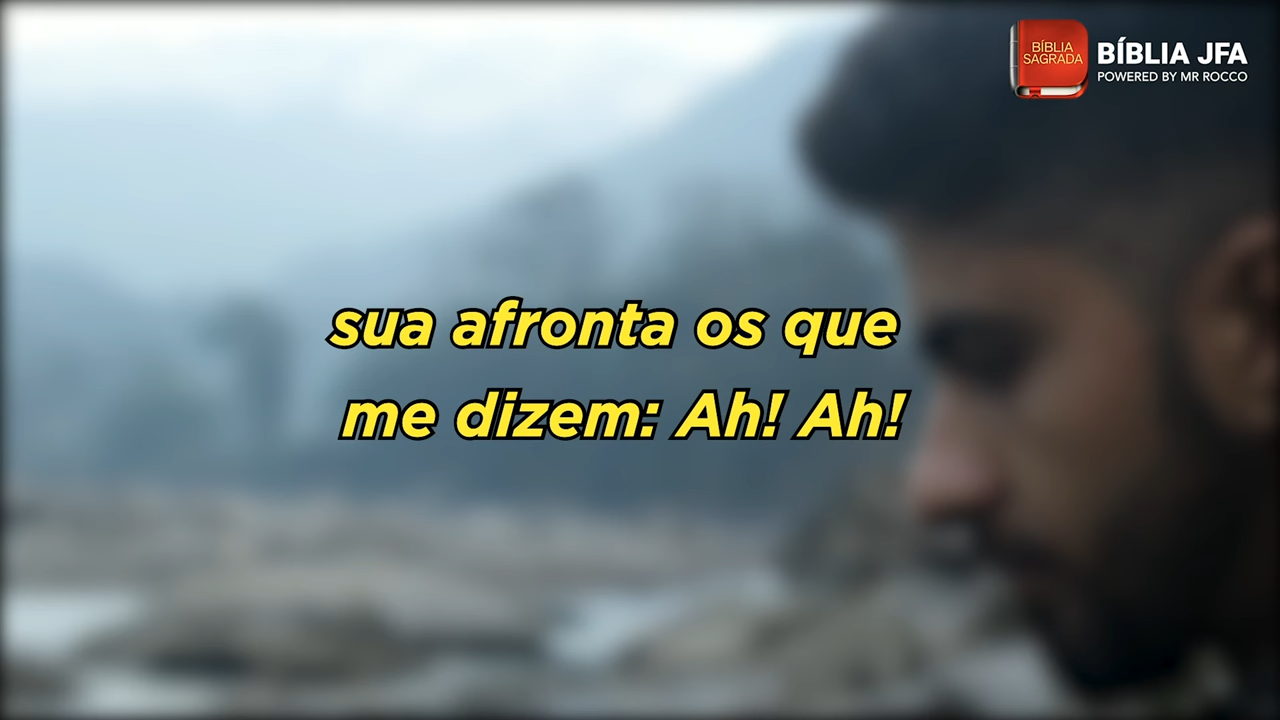 BÍBLIA
SAGRADA
BÍBLIA JFA
POWERED BY MR ROCCO
sua afronta os que
me dizem: Ah! Ah!